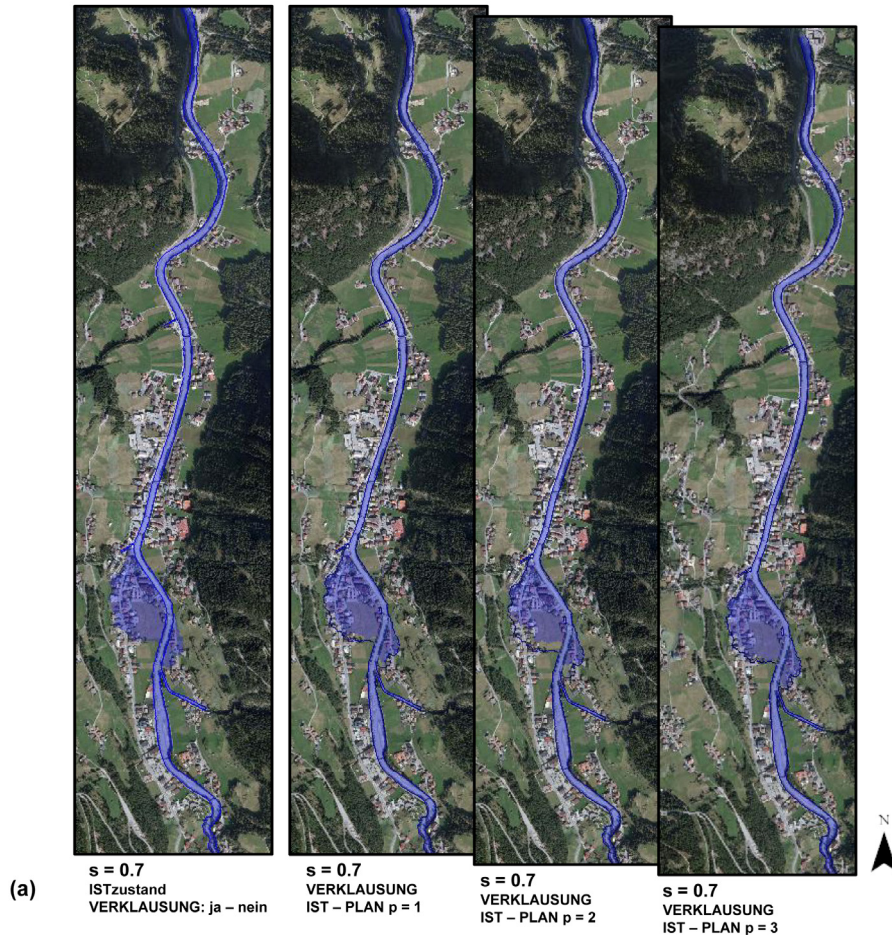 N
(a)
s = 0.7
ISTzustand
VERKLAUSUNG: ja – nein
s = 0.7
VERKLAUSUNG
IST – PLAN p = 1
s = 0.7
VERKLAUSUNG
IST – PLAN p = 2
s = 0.7
VERKLAUSUNG
IST – PLAN p = 3